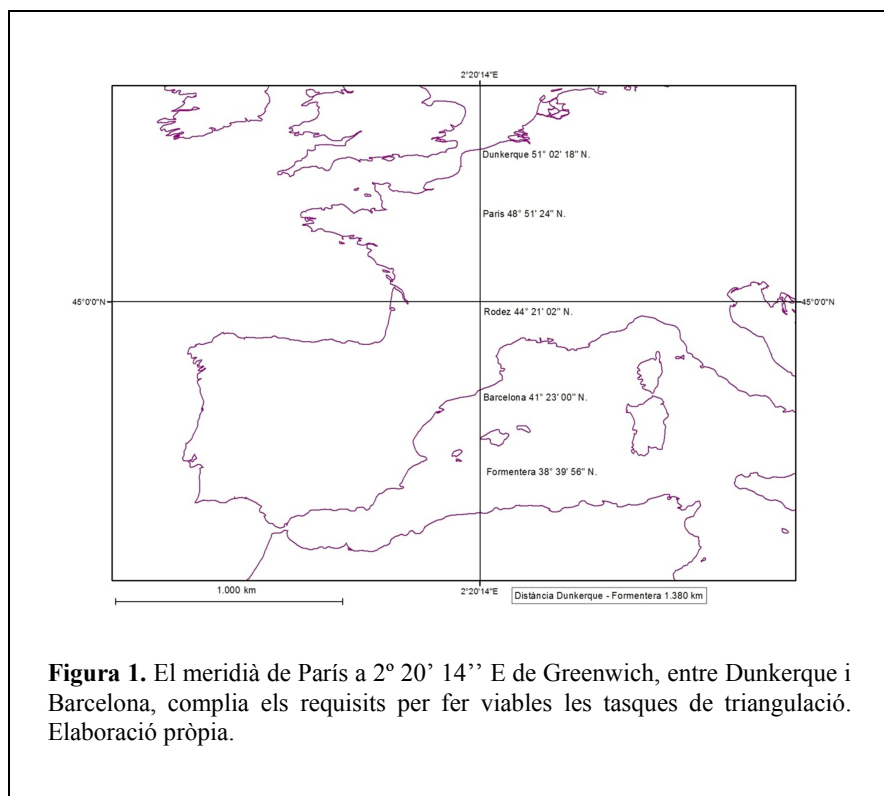 2°20'14"E
Dunkerque 51° 02' 18" N.
Paris 48° 51' 24" N.
45°0'0"N
45°0'0"N
Rodez 44° 21' 02" N.
Barcelona 41° 23' 00" N.
Formentera 38° 39' 56" N.
1.000 km
2°20'14"E
Distància Dunkerque - Formentera 1.380 km
Figura 1. El meridià de París a 2º 20’ 14’’ E de Greenwich, entre Dunkerque i
Barcelona, complia els requisits per fer viables les tasques de triangulació.
Elaboració pròpia.